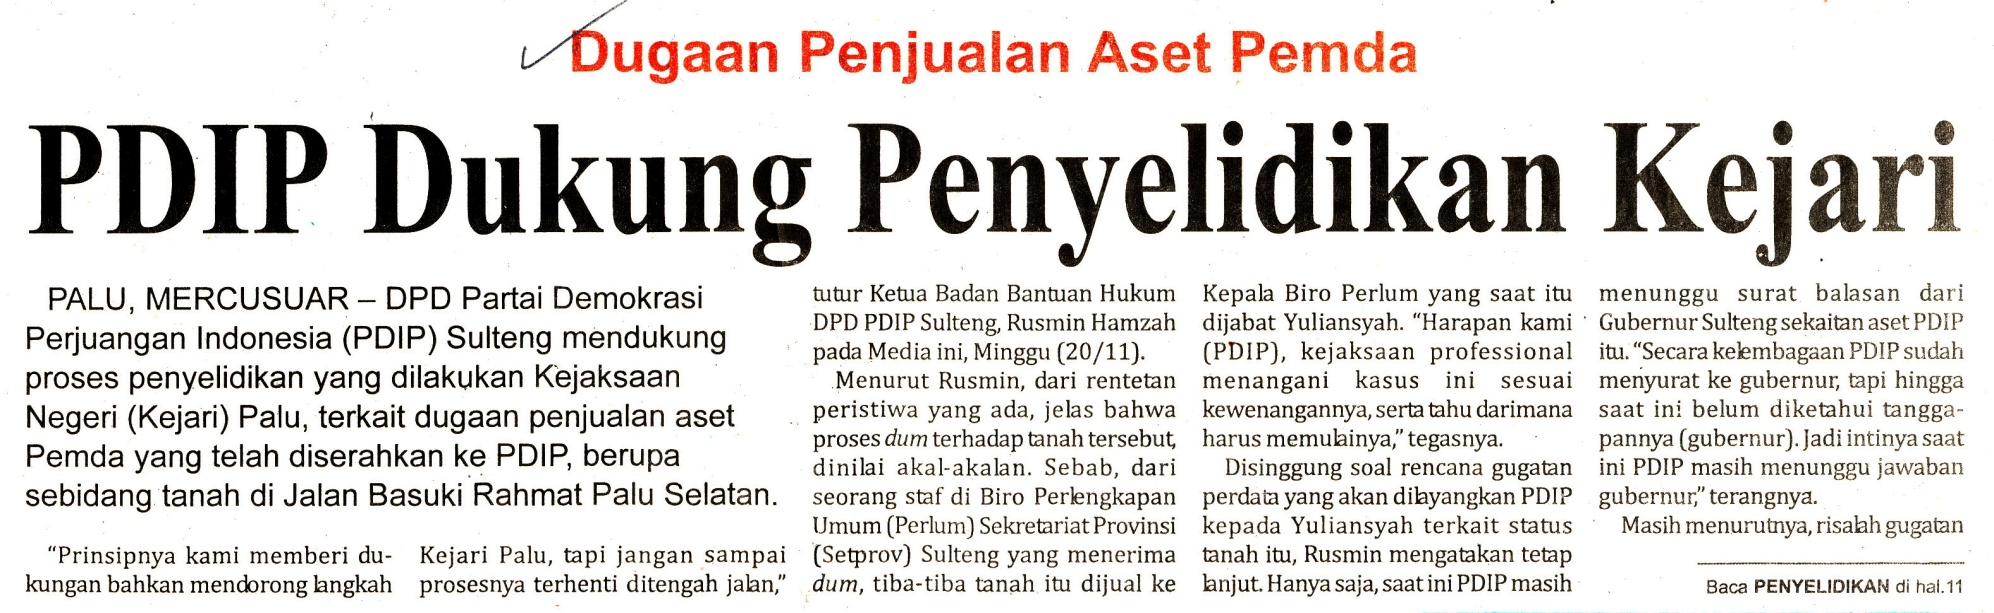 Dugaan Penjualan Aset Pemda
PDIP Dukung Penyelidikan Kejari
PALU, MERCUSUAR – DPD Partai Demokrasi
Perjuangan Indonesia (PDIP) Sulteng mendukung
proses penyelidikan yang dilakukan Kejaksaan
Negeri (Kejari) Palu, terkait dugaan penjualan aset
Pemda yang telah diserahkan ke PDIP, berupa
sebidang tanah di Jalan Basuki Rahmat Palu Selatan.
“Prinsipnya kami memberi du-
kungan bahkan mendorong langkah
Kejari Palu, tapi jangan sampai
prosesnya terhenti ditengah jalan,”
tutur Ketua Badan Bantuan Hukum
DPD PDIP Sulteng, Rusmin Hamzah
pada Media ini, Minggu (20/11).
Menurut Rusmin, dari rentetan
peristiwa yang ada, jelas bahwa
proses dum terhadap tanah tersebut,
dinilai akal-akalan. Sebab, dari
seorang staf di Biro Perlengkapan
Umum (Perlum) Sekretariat Provinsi
(Setprov) Sulteng yang menerima
dum, tiba-tiba tanah itu dijual ke
Kepala Biro Perlum yang saat itu
dijabat Yuliansyah. “Harapan kami
(PDIP), kejaksaan professional
menangani kasus ini sesuai
kewenangannya, serta tahu darimana
harus memulainya,” tegasnya.
Disinggung soal rencana gugatan
perdata yang akan dilayangkan PDIP
kepada Yuliansyah terkait status
tanah itu, Rusmin mengatakan tetap
lanjut. Hanya saja, saat ini PDIP masih
menunggu surat balasan dari
Gubernur Sulteng sekaitan aset PDIP
itu. “Secara kelembagaan PDIP sudah
menyurat ke gubernur, tapi hingga
saat ini belum diketahui tangga-
pannya (gubernur). Jadi intinya saat
ini PDIP masih menunggu jawaban
gubernur,” terangnya.
Masih menurutnya, risalah gugatan
Baca PENYELIDIKAN di hal.11